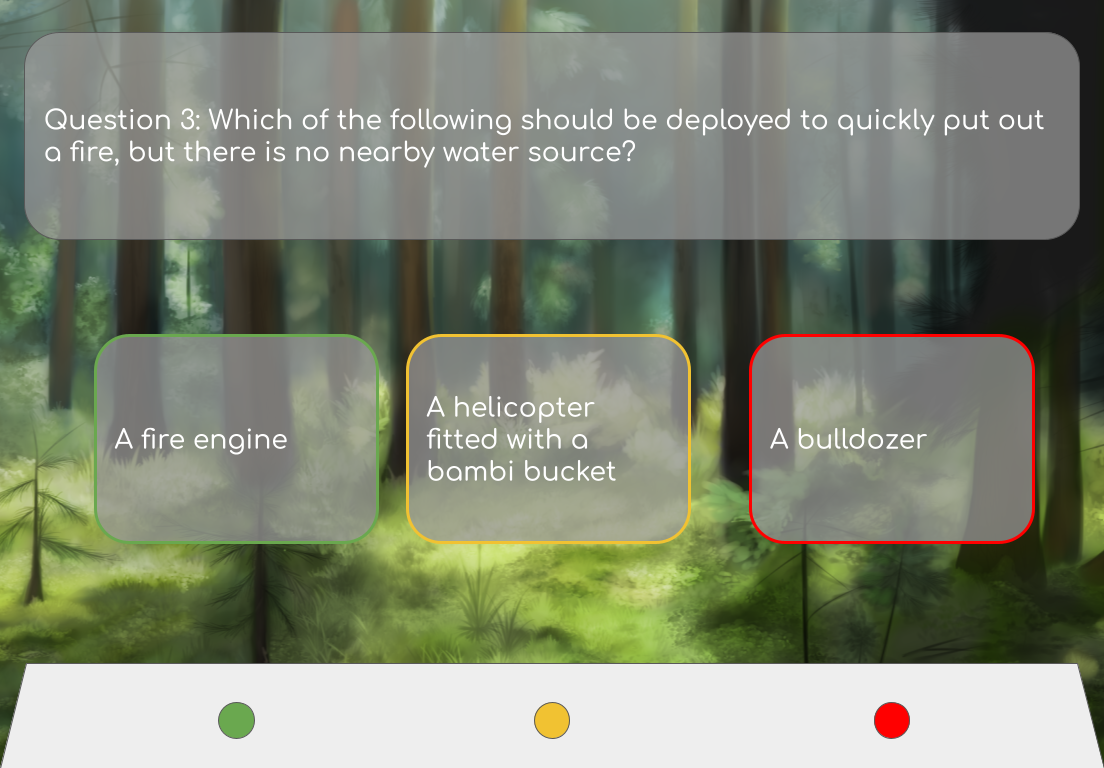 Question 3: Which of the following should be deployed to quickly put out
a fire, but there is no nearby water source?
A fire engine
A helicopter
fitted with a
bambi bucket
A bulldozer